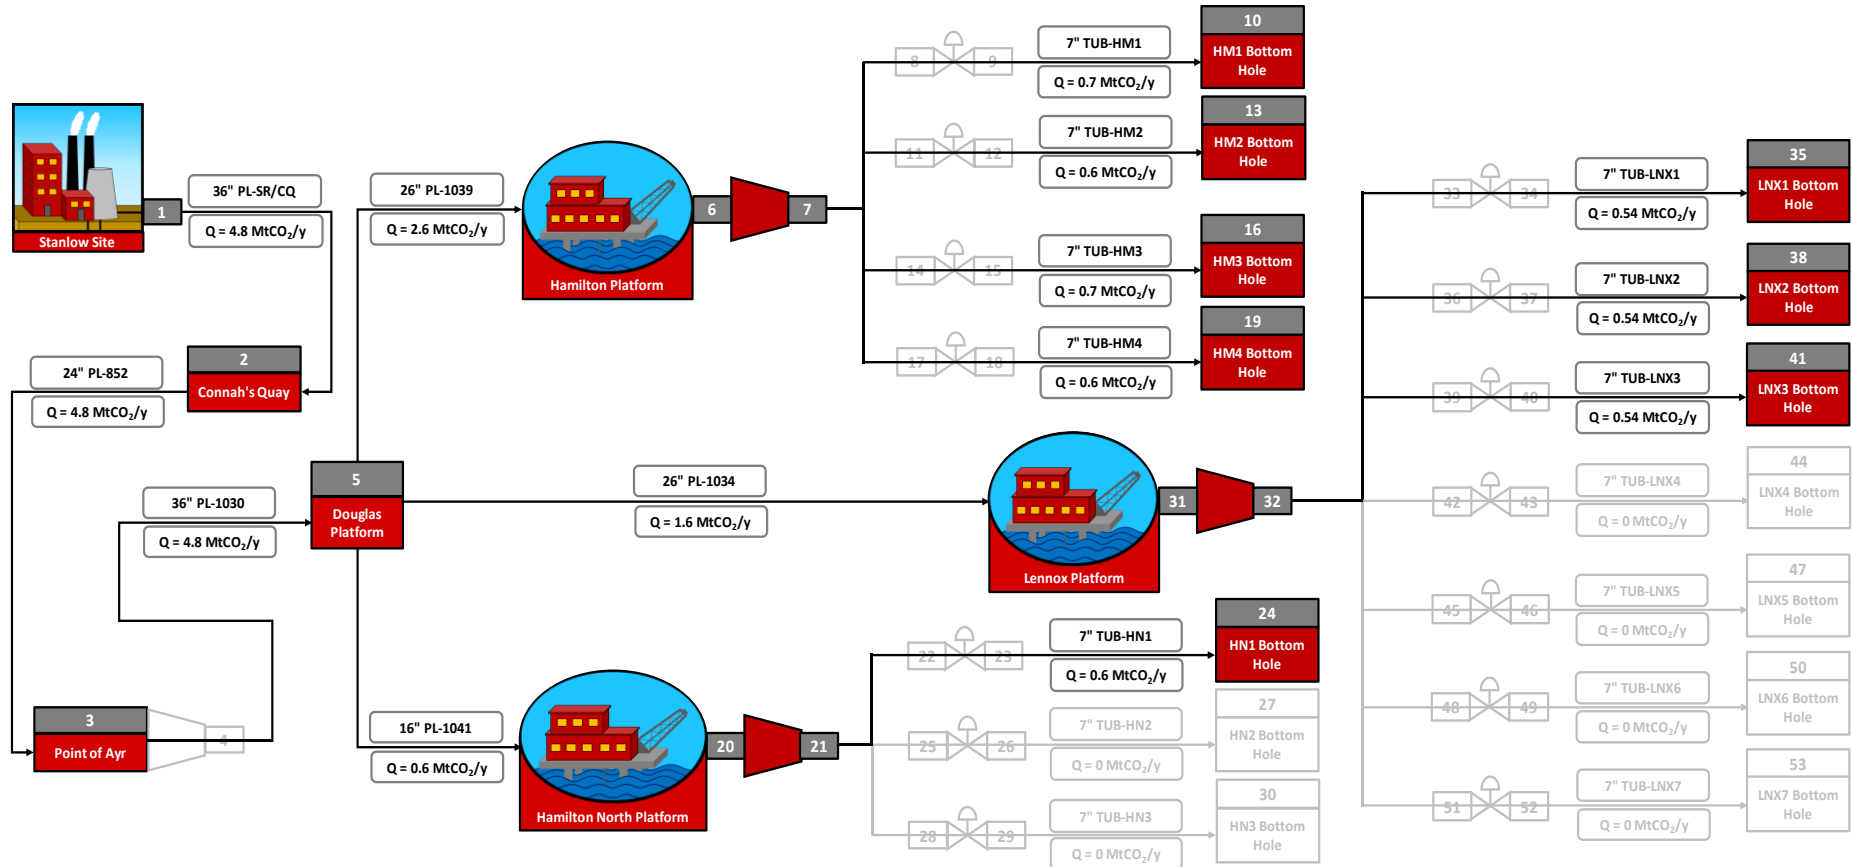 1
Stanlow Site
36" PL-SR/CQ
Q = 4.8 MtCO₂/y
2
Connah's Quay
24" PL-852
Q = 4.8 MtCO₂/y
3
Point of Ayr
4
36" PL-1030
Q = 4.8 MtCO₂/y
5
Douglas
Platform
26" PL-1039
Q = 2.6 MtCO₂/y
Hamilton Platform
6
7
8
9
7" TUB-HM1
Q = 0.7 MtCO₂/y
10
HM1 Bottom
Hole
11
12
7" TUB-HM2
Q = 0.6 MtCO₂/y
13
HM2 Bottom
Hole
14
15
7" TUB-HM3
Q = 0.7 MtCO₂/y
16
HM3 Bottom
Hole
17
18
7" TUB-HM4
Q = 0.6 MtCO₂/y
19
HM4 Bottom
Hole
26" PL-1034
Q = 1.6 MtCO₂/y
Lennox Platform
31
32
33
34
7" TUB-LNX1
Q = 0.54 MtCO₂/y
35
LNX1 Bottom
Hole
36
37
7" TUB-LNX2
Q = 0.54 MtCO₂/y
38
LNX2 Bottom
Hole
39
40
7" TUB-LNX3
Q = 0.54 MtCO₂/y
41
LNX3 Bottom
Hole
42
43
7" TUB-LNX4
Q = 0 MtCO₂/y
44
LNX4 Bottom
Hole
45
46
7" TUB-LNX5
Q = 0 MtCO₂/y
47
LNX5 Bottom
Hole
48
49
7" TUB-LNX6
Q = 0 MtCO₂/y
50
LNX6 Bottom
Hole
51
52
7" TUB-LNX7
Q = 0 MtCO₂/y
53
LNX7 Bottom
Hole
16" PL-1041
Q = 0.6 MtCO₂/y
Hamilton North Platform
20
21
22
23
7" TUB-HN1
Q = 0.6 MtCO₂/y
24
HN1 Bottom
Hole
25
26
7" TUB-HN2
Q = 0 MtCO₂/y
27
HN2 Bottom
Hole
28
29
7" TUB-HN3
Q = 0 MtCO₂/y
30
HN3 Bottom
Hole